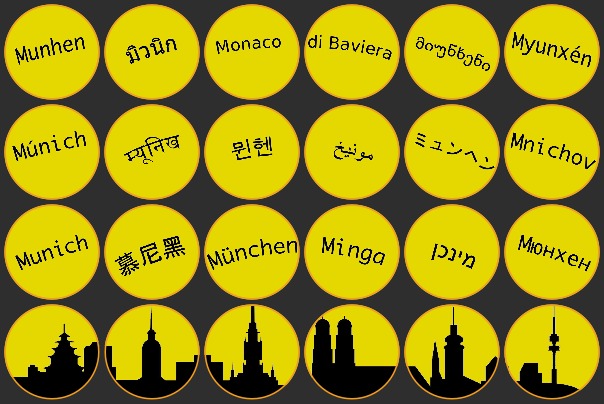 Munhen
มิวนิก
Monaco
di Baviera
მიუნხენი
Myunxén
Múnich
म्यूनिख
뮌헨
مونيخ
ミュンヘン
Mnichov
Munich
慕尼黑
München
Minga
מינכן
Мюнхен